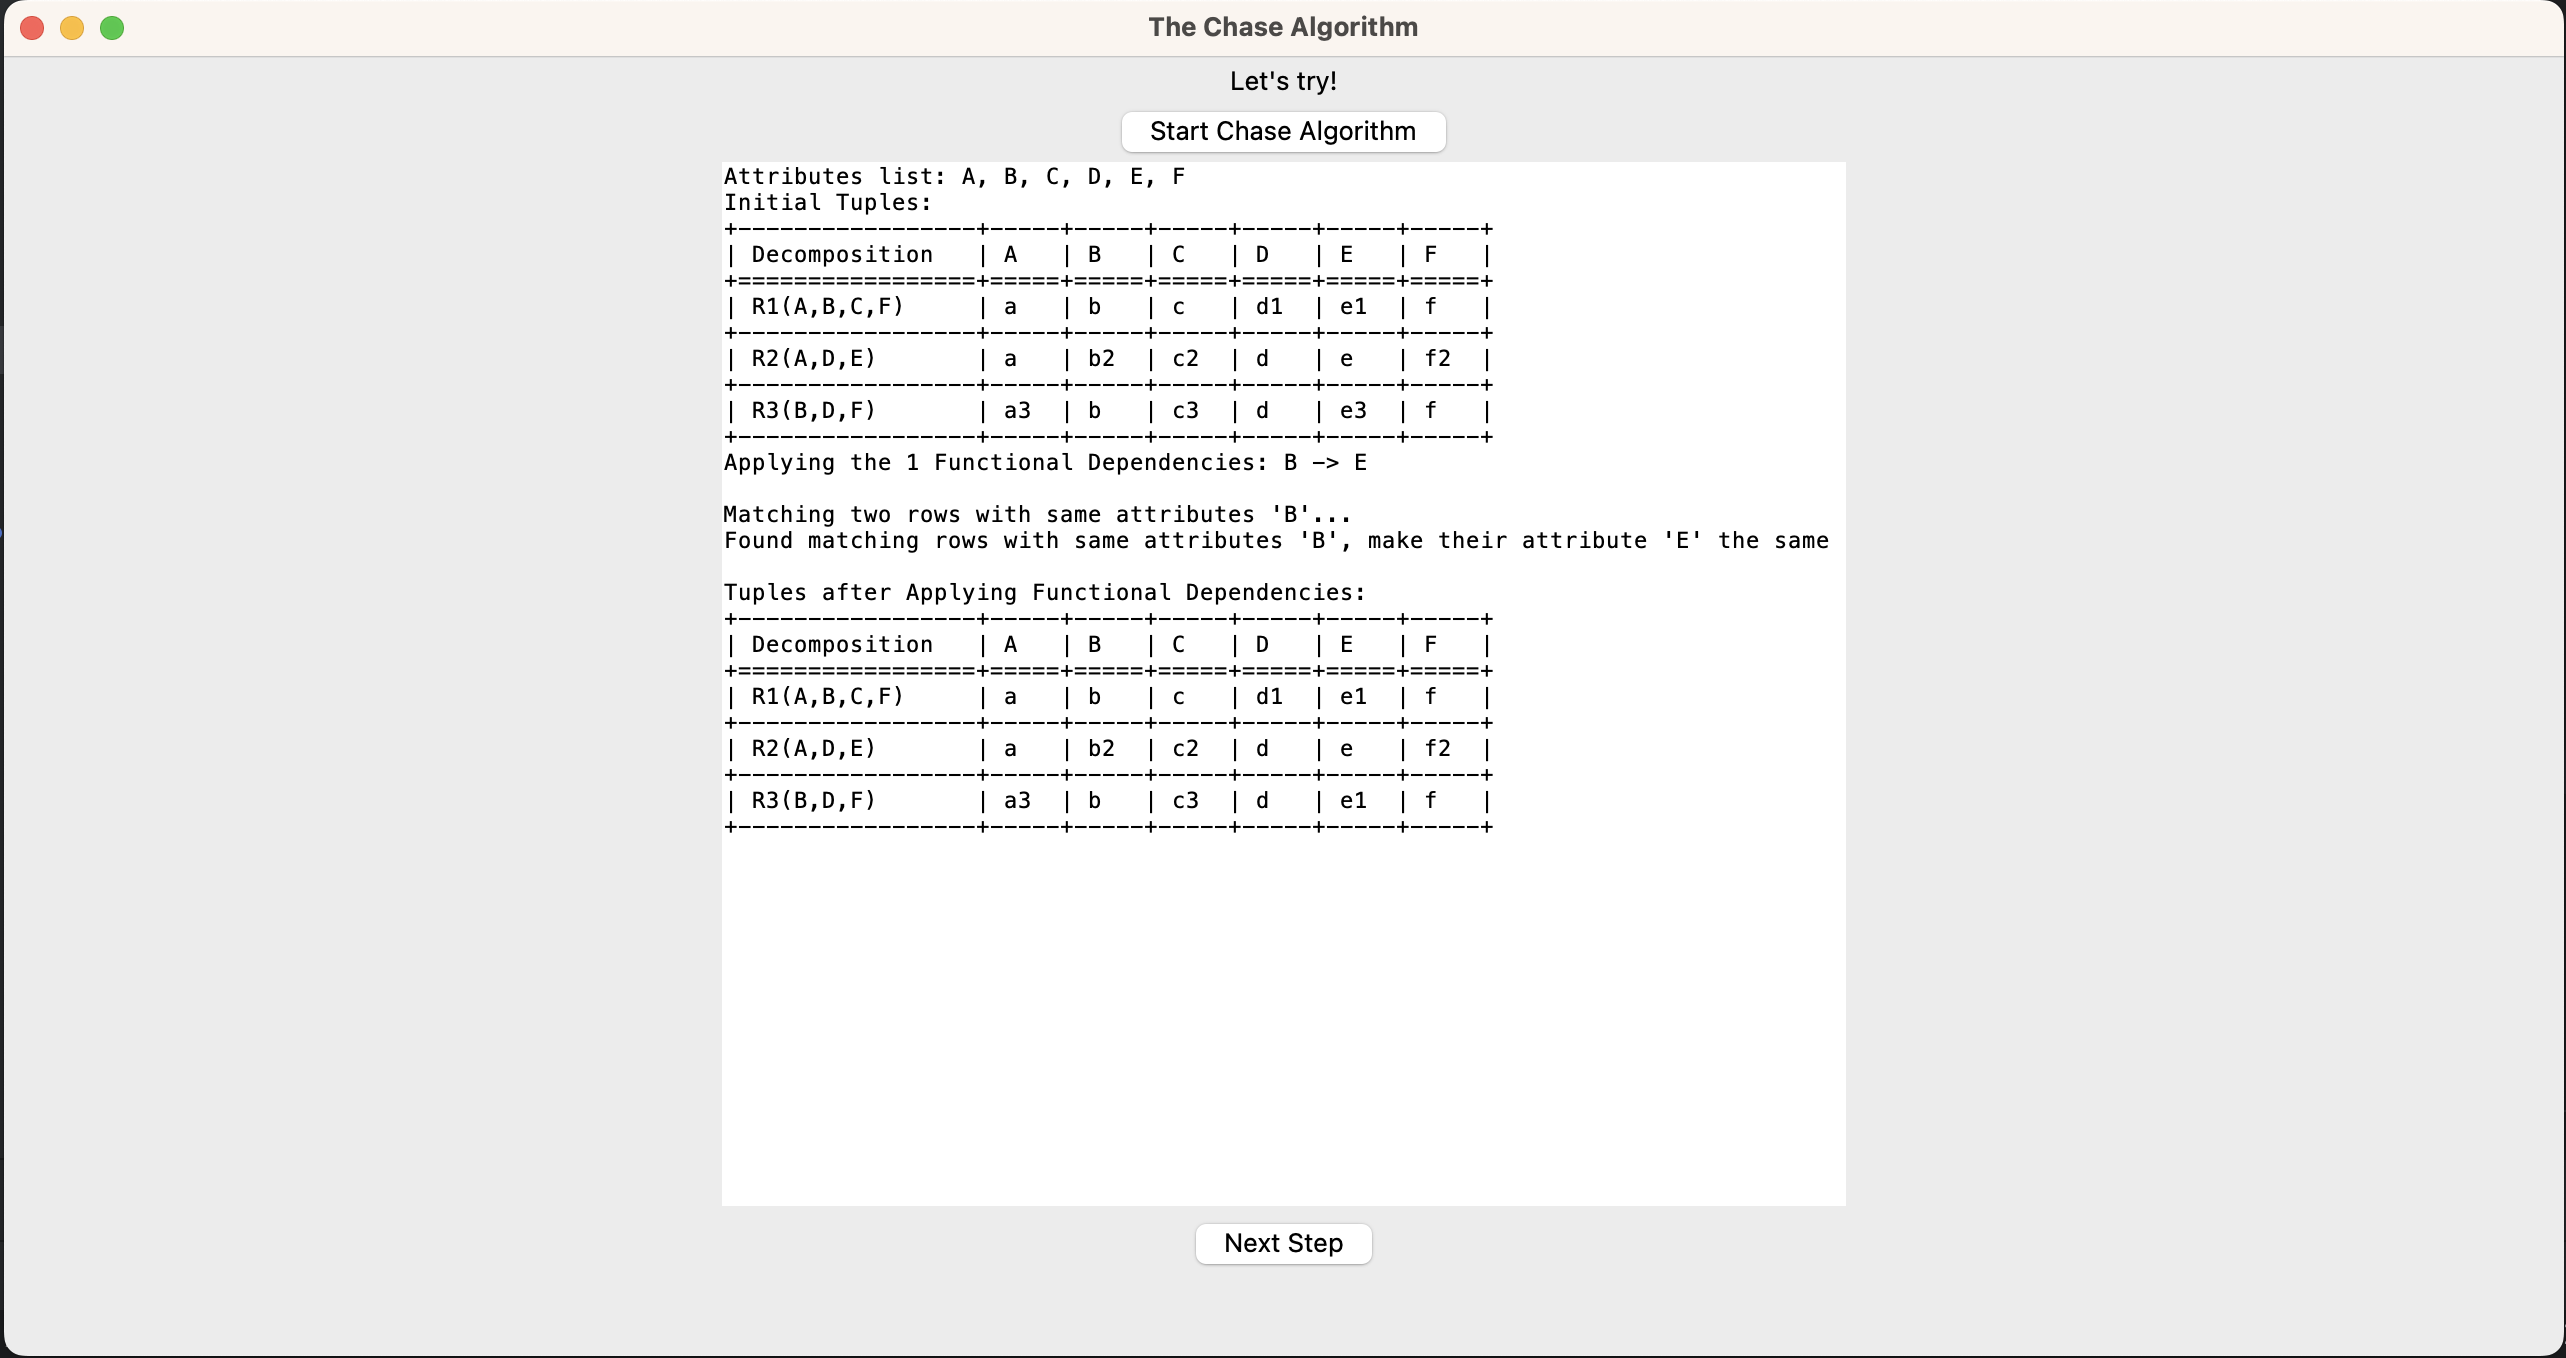 The Chase Algorithm
Let's try!
Start Chase Algorithm
Attributes list: A, B, C, D, E, F
Initial Tuples:
+-----------------+-----+-----+-----+-----+-----+-----+
| Decomposition   | A   | B   | C   | D   | E   | F   |
+=================+=====+=====+=====+=====+=====+=====+
| R1(A,B,C,F)     | a   | b   | c   | d1  | e1  | f   |
+-----------------+-----+-----+-----+-----+-----+-----+
| R2(A,D,E)       | a   | b2  | c2  | d   | e   | f2  |
+-----------------+-----+-----+-----+-----+-----+-----+
| R3(B,D,F)       | a3  | b   | c3  | d   | e3  | f   |
+-----------------+-----+-----+-----+-----+-----+-----+
Applying the 1 Functional Dependencies: B -> E
Matching two rows with same attributes 'B'...
Found matching rows with same attributes 'B', make their attribute 'E' the same
Tuples after Applying Functional Dependencies:
+-----------------+-----+-----+-----+-----+-----+-----+
| Decomposition   | A   | B   | C   | D   | E   | F   |
+=================+=====+=====+=====+=====+=====+=====+
| R1(A,B,C,F)     | a   | b   | c   | d1  | e1  | f   |
+-----------------+-----+-----+-----+-----+-----+-----+
| R2(A,D,E)       | a   | b2  | c2  | d   | e   | f2  |
+-----------------+-----+-----+-----+-----+-----+-----+
| R3(B,D,F)       | a3  | b   | c3  | d   | e1  | f   |
+-----------------+-----+-----+-----+-----+-----+-----+
Next Step